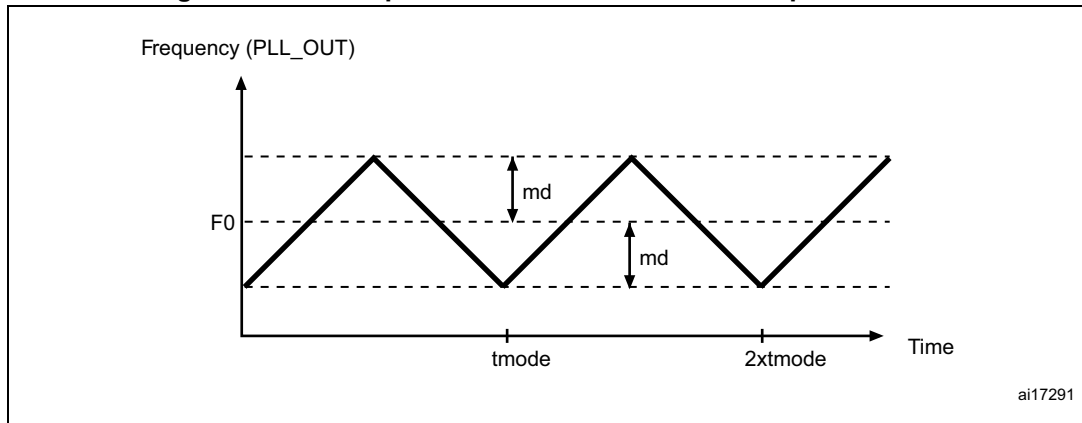 Frequency (PLL_OUT)
md
F0
md
tmode
2xtmode
Time
ai17291